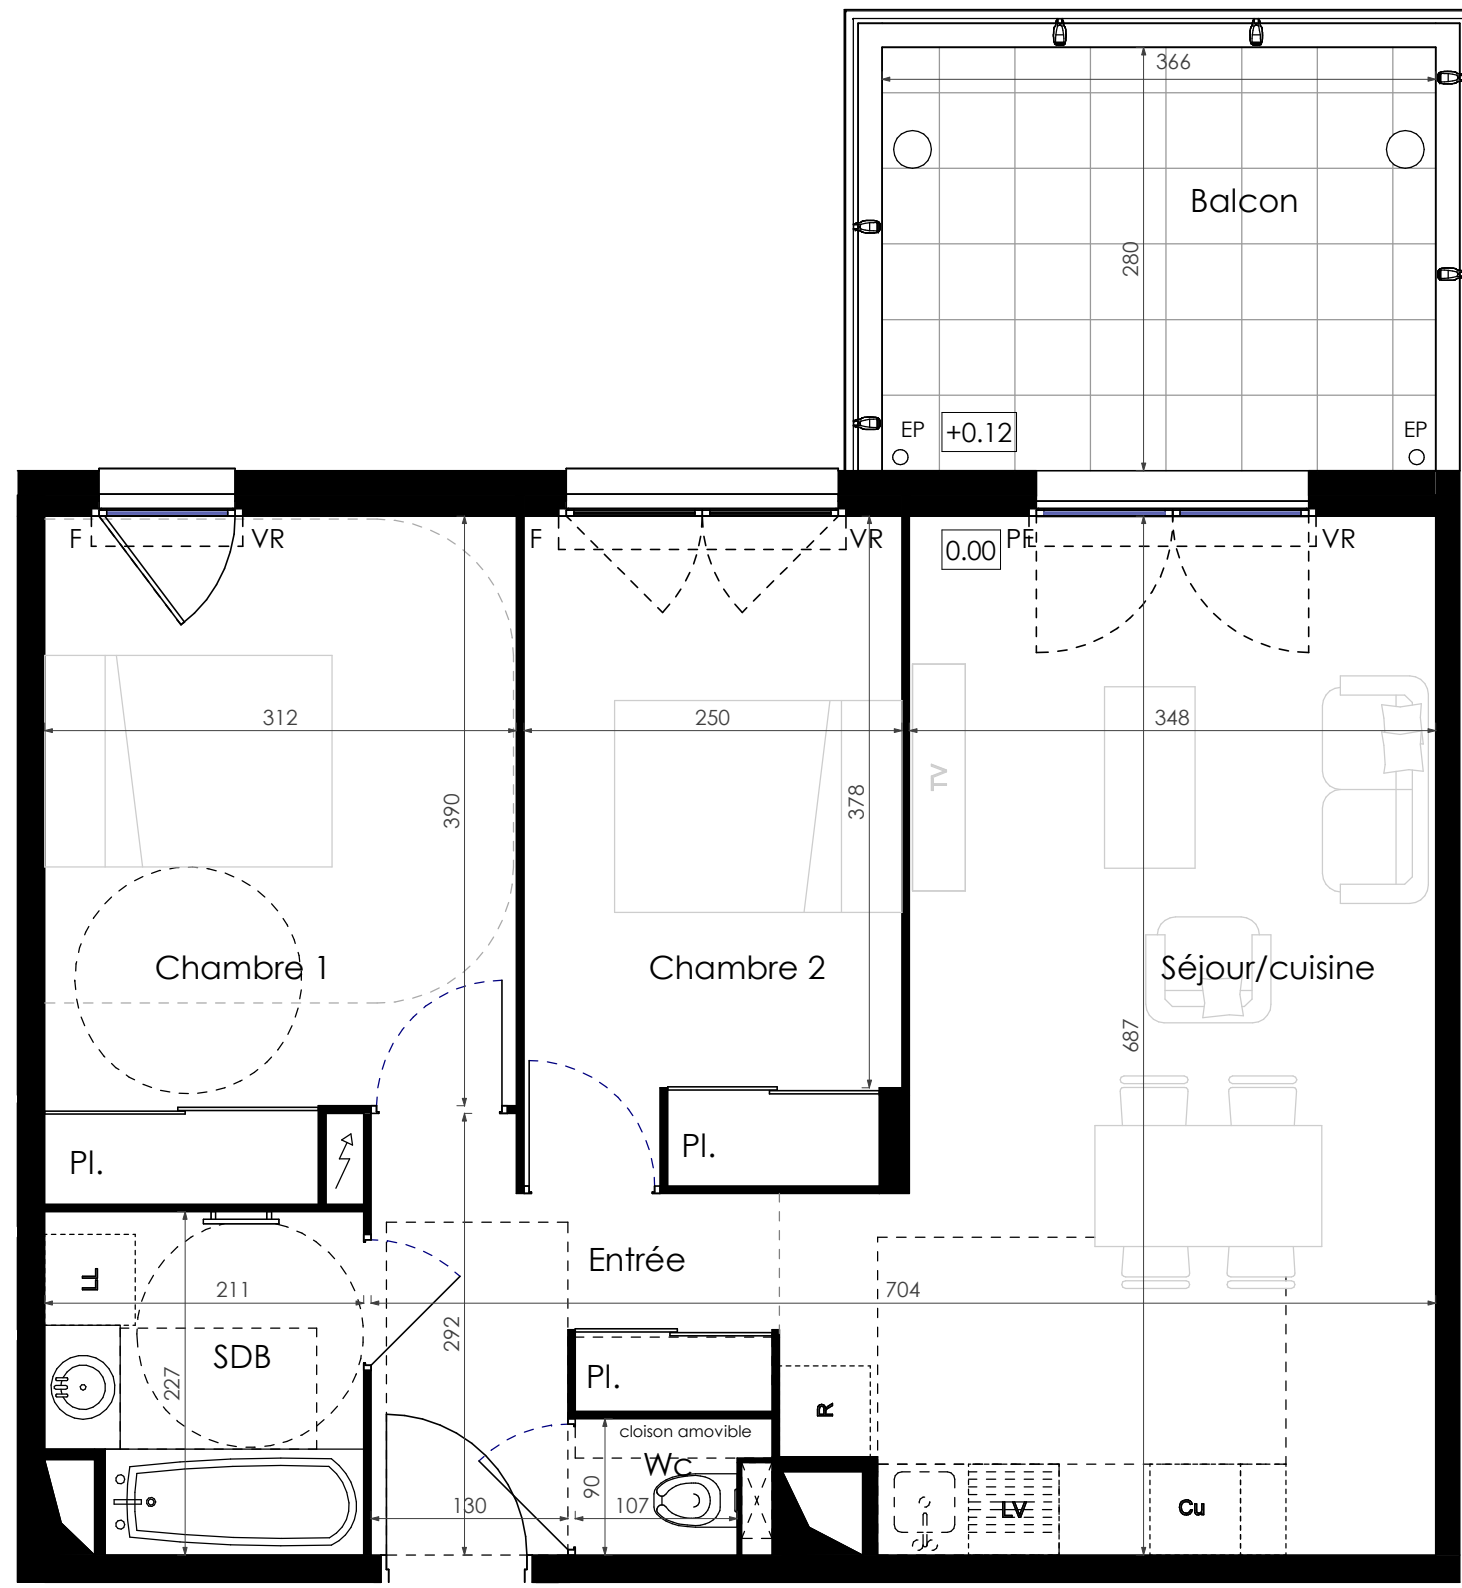 366
Balcon
280
EP
+0.12
EP
F
VR
F
VR
0.00
PF
VR
312
250
348
TV
390
378
Chambre 1
Chambre 2
Séjour/cuisine
687
Pl.
Pl.
Entrée
LL
211
704
292
SDB
227
Pl.
R
cloison amovible
Wc
90
130
107
LV
Cu